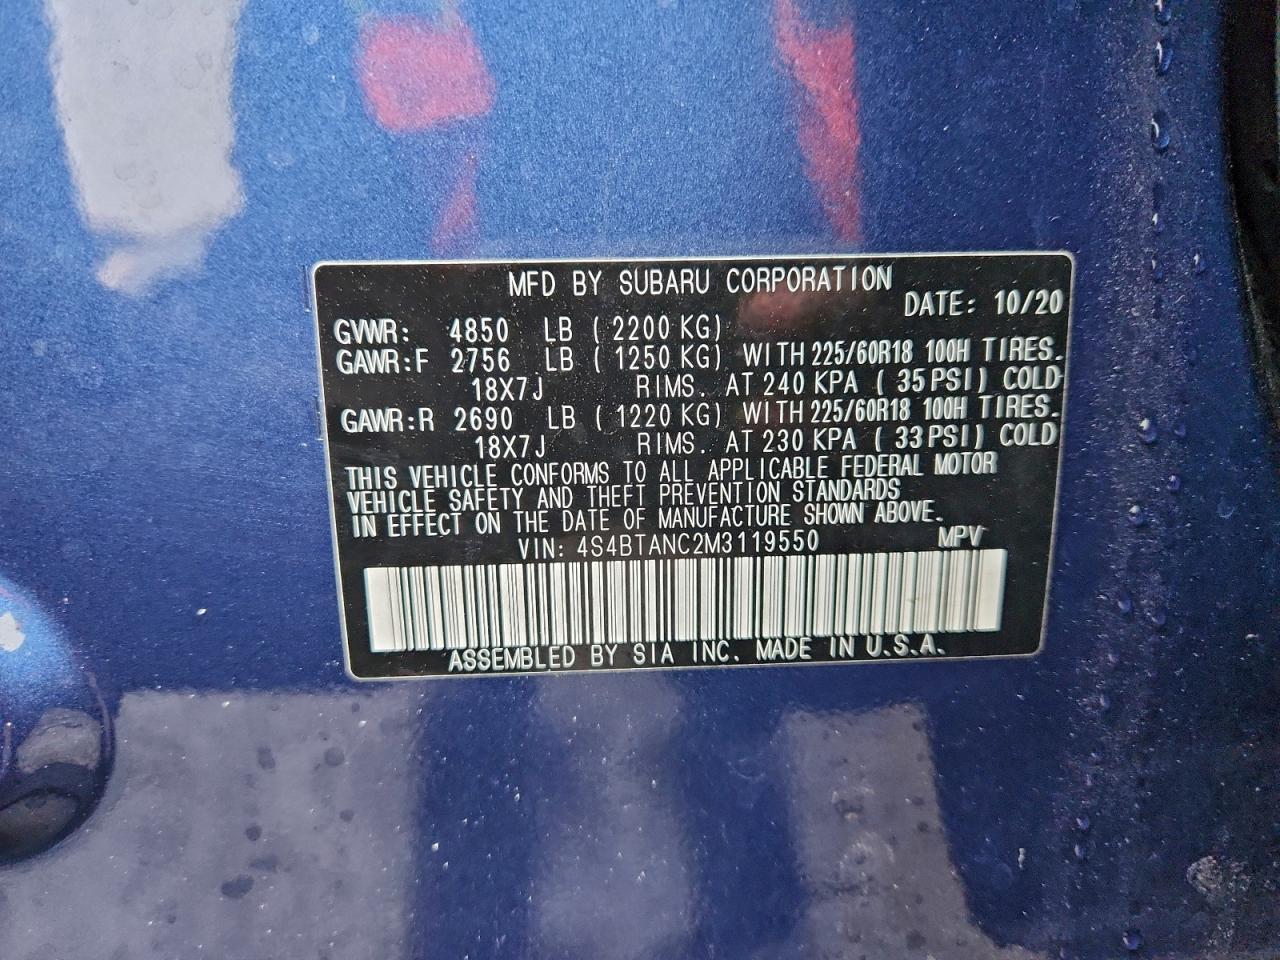 MFD BY SUBARU CORPORATION
DATE: 10/20
GVWR: 4850 LB ( 2200 KG)
GAWR:F 2756 LB ( 1250 KG) WITH 225/60R18 100H TIRES.
18X7J RIMS. AT 240 KPA ( 35 PSI) COLD
GAWR:R 2690 LB ( 1220 KG) WITH 225/60R18 100H TIRES.
18X7J RIMS. AT 230 KPA ( 33 PSI) COLD
THIS VEHICLE CONFORMS TO ALL APPLICABLE FEDERAL MOTOR
VEHICLE SAFETY AND THEFT PREVENTION STANDARDS
IN EFFECT ON THE DATE OF MANUFACTURE SHOWN ABOVE.
VIN: 4S4BTANC2M3119550 MPV
ASSEMBLED BY SIA INC. MADE IN U.S.A.